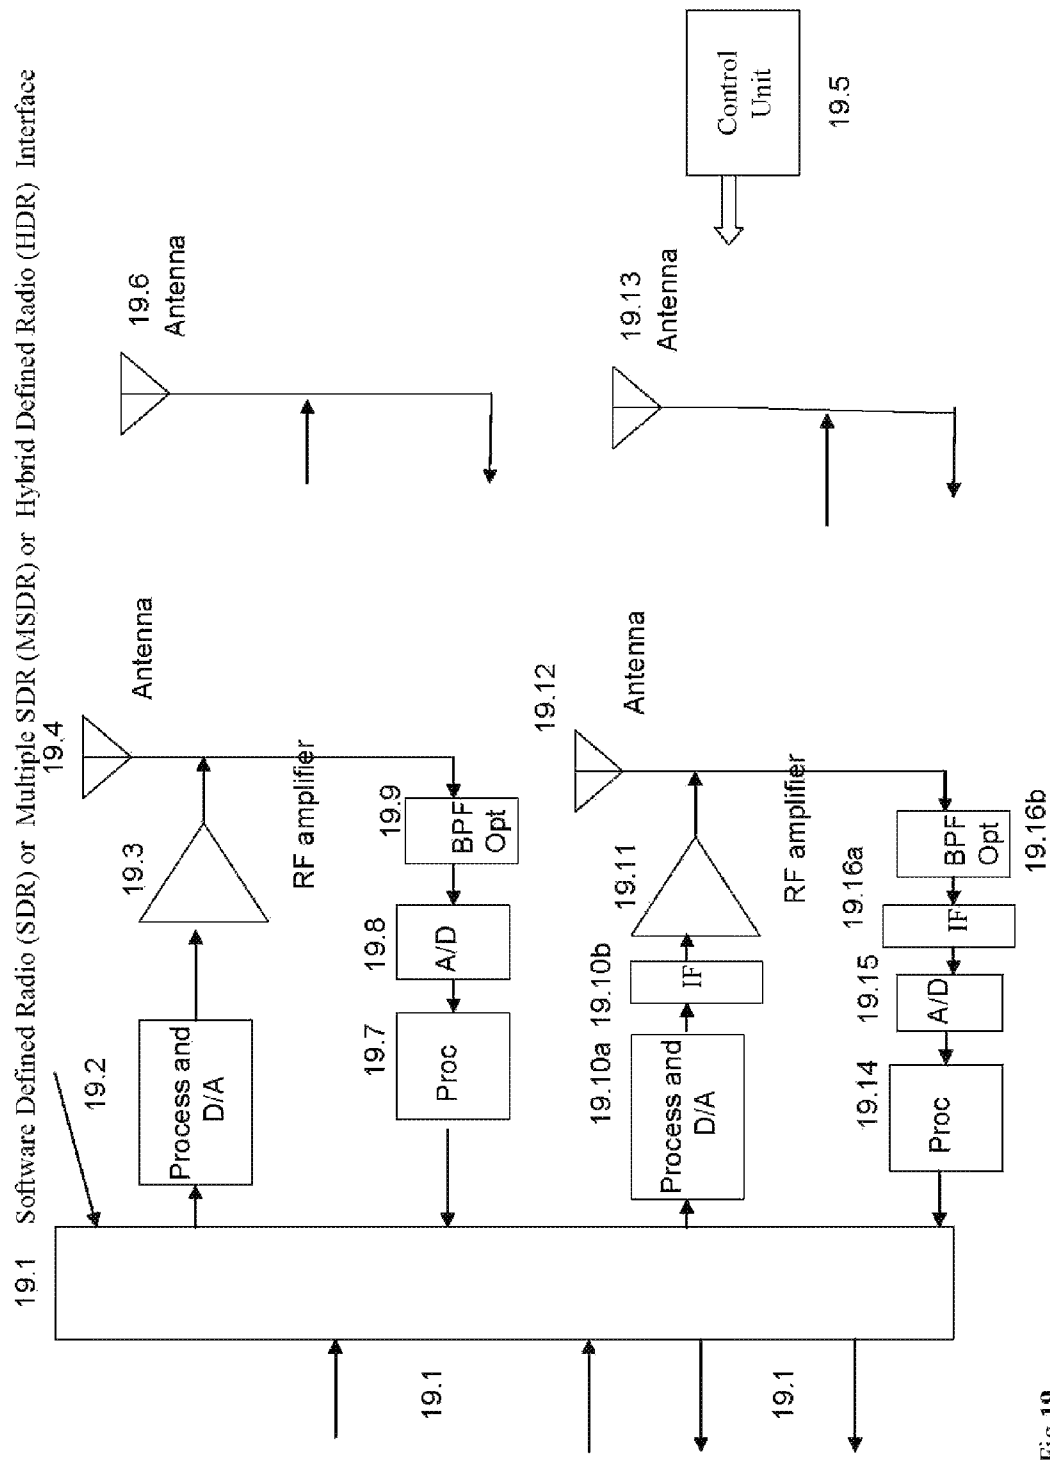 19.1 Software Defined Radio (SDR) or Multiple SDR (MSDR) or Hybrid Defined Radio (HDR) Interface
19.2
Process and
D/A
19.3
RF amplifier
19.4
Antenna
19.6
Antenna
19.7
Proc
19.8
A/D
19.9
BPF
Opt
19.10a
Process and
D/A
19.10b
IF
19.11
RF amplifier
19.12
Antenna
19.13
Antenna
Control
Unit
19.5
19.14
Proc
19.15
A/D
19.16a
IF
BPF
Opt
19.16b
19.1
19.1
Fig 19